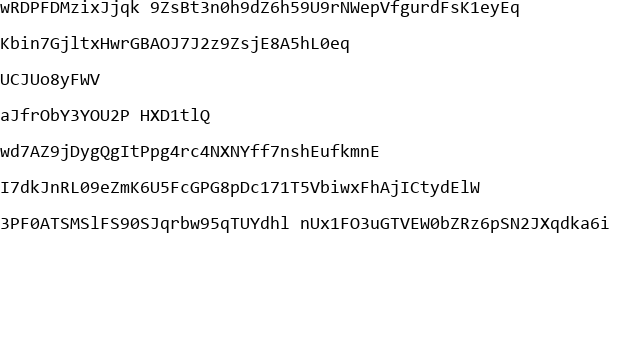 wRDPFDMzixJjqk 9ZsBt3n0h9dZ6h59U9rNWepVfgurdFsK1eyEq
Kbin7GjltxHwrGBAOJ7J2z9ZsjE8A5hL0eq
UCJUo8yFWV
aJfrObY3YOU2P HXD1tlQ
wd7AZ9jDygQgItPpg4rc4NXNYff7nshEufkmnE
I7dkJnRL09eZmK6U5FcGPG8pDc171T5VbiwxFhAjICtydElW
3PF0ATSMSlFS90SJqrbw95qTUYdhl nUx1FO3uGTVEW0bZRz6pSN2JXqdka6i